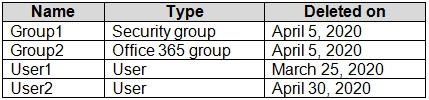 Name Type Deleted on
Group1 Security group April 5, 2020
Group2 Office 365 group April 5, 2020
User1 User March 25, 2020
User2 User April 30, 2020